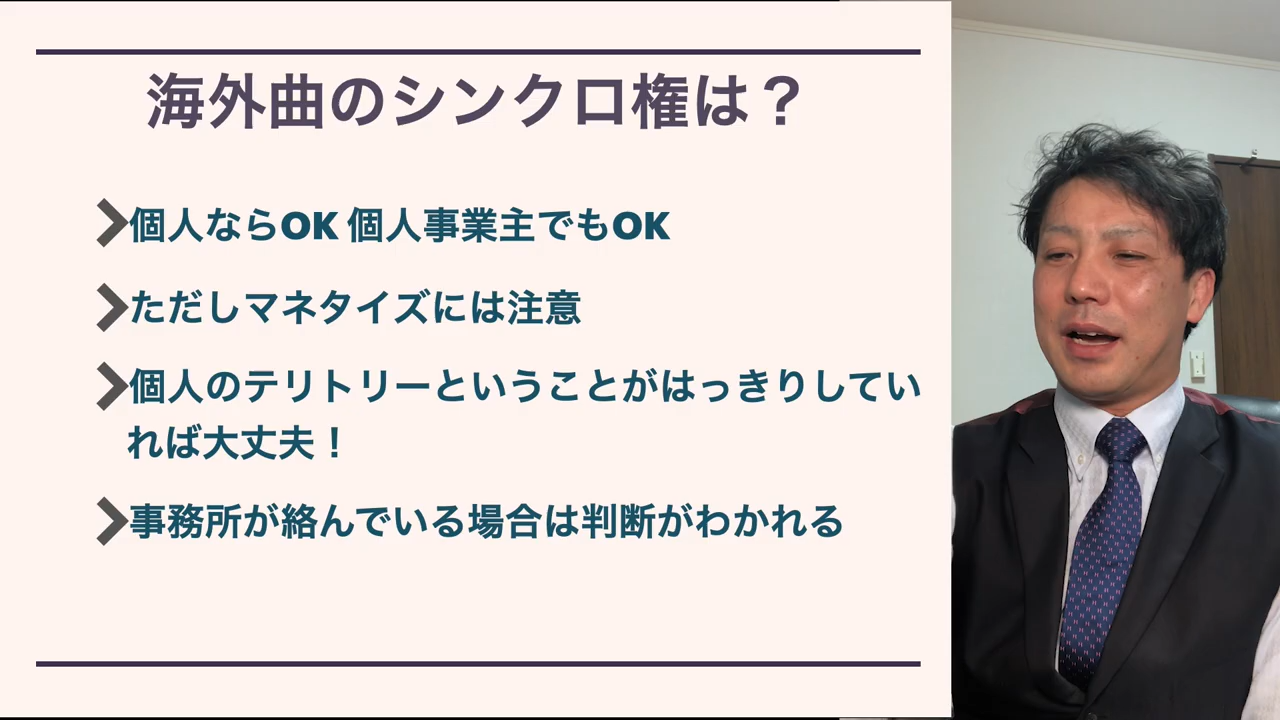 海外曲のシンクロ権は？
個人ならOK 個人事業主でもOK
ただしマネタイズには注意
個人のテリトリーということがはっきりしてい
れば大丈夫！
事務所が絡んでいる場合は判断がわかれる